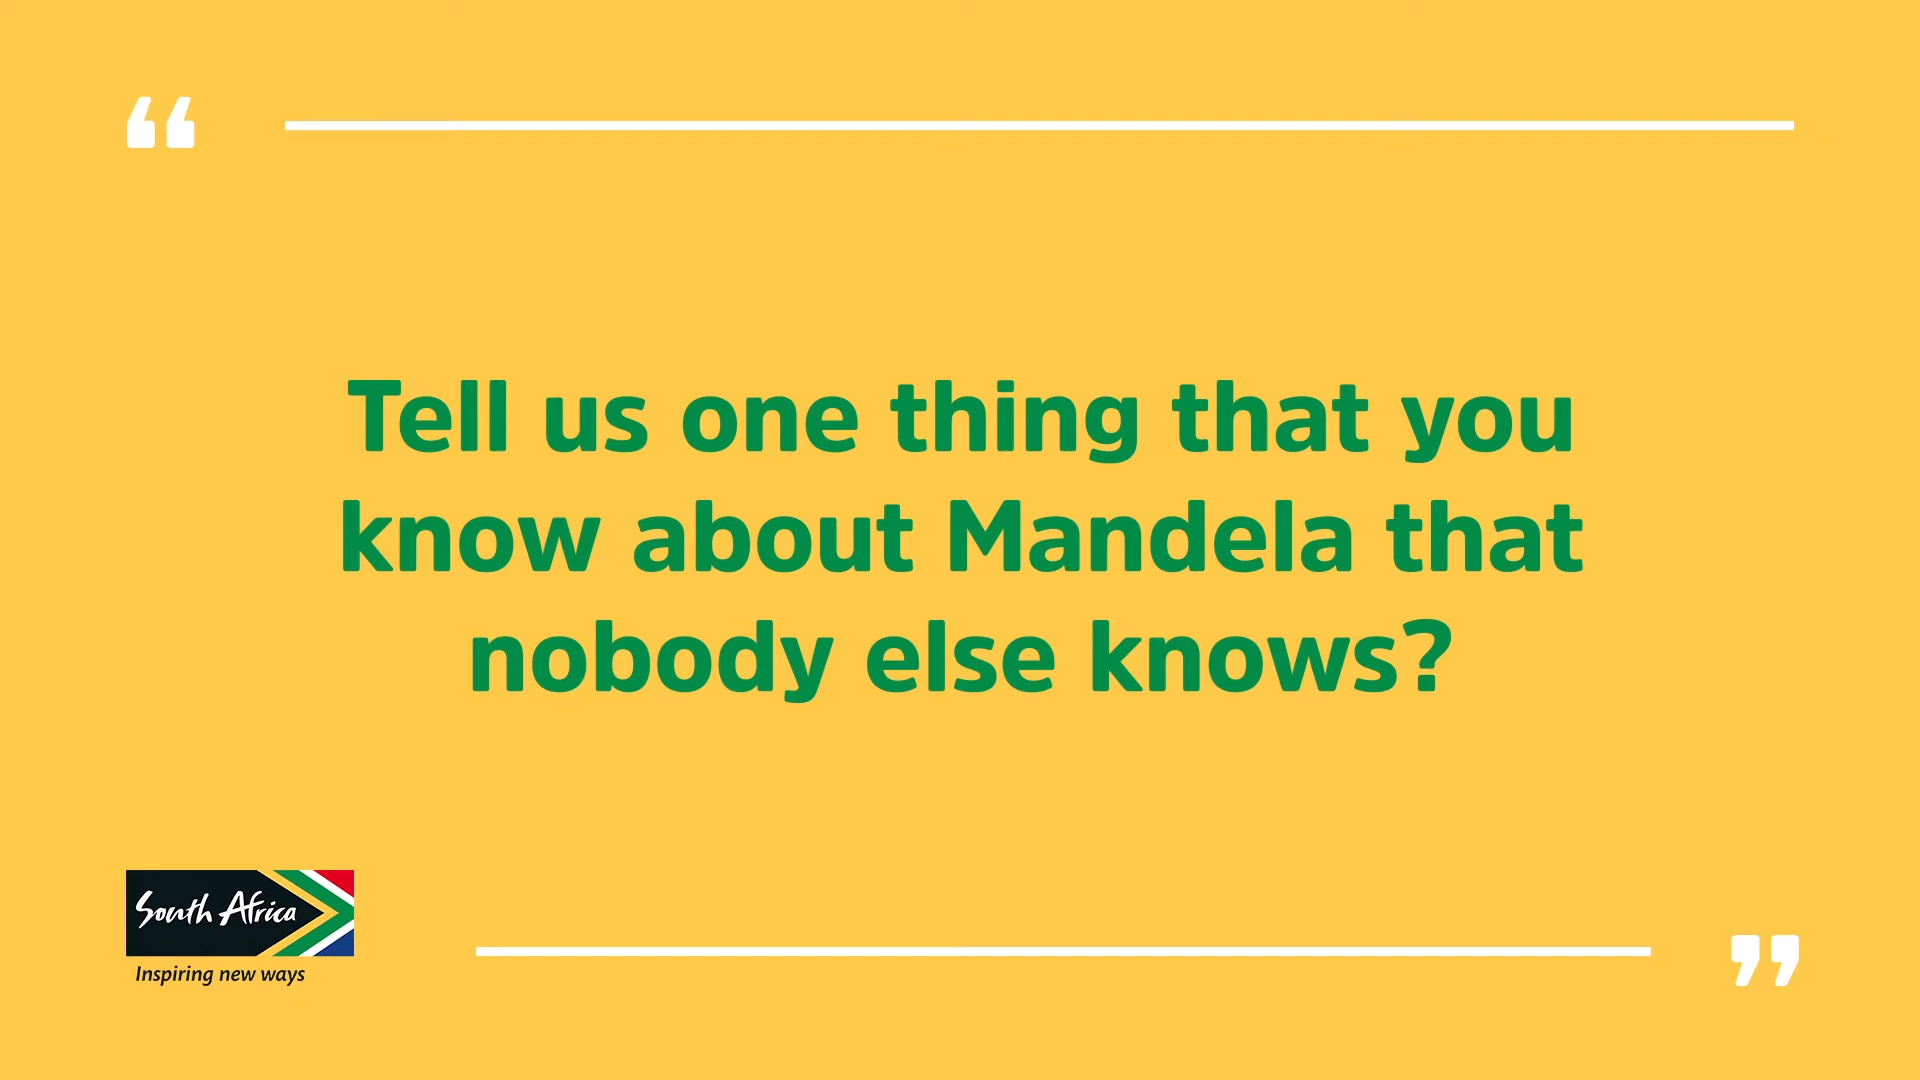 “
Tell us one thing that you
know about Mandela that
nobody else knows?
South Africa
Inspiring new ways
”